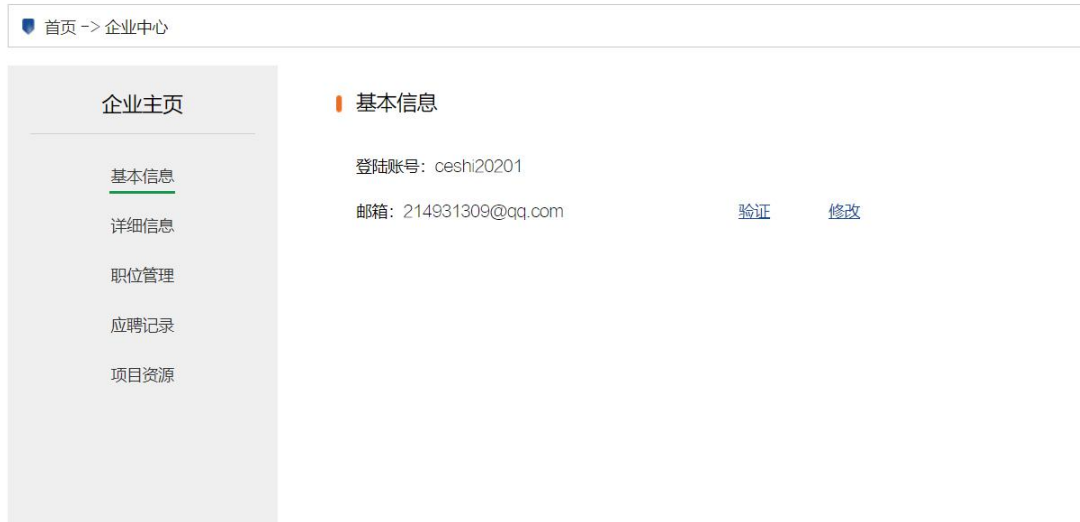 首页 -> 企业中心
企业主页
基本信息
详细信息
职位管理
应聘记录
项目资源
基本信息
登陆账号：ceshi20201
邮箱：214931309@qq.com 验证 修改